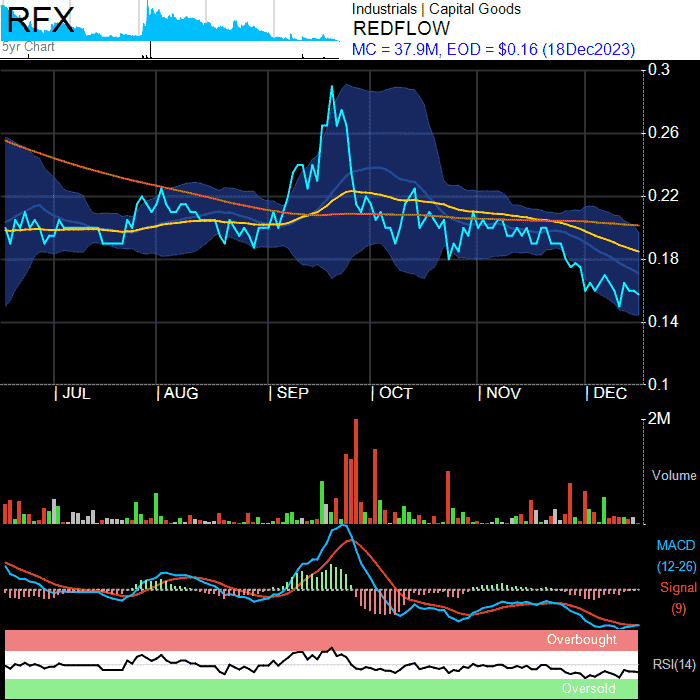 RFX
5yr Chart
Industrials | Capital Goods
REDFLOW
MC = 37.9M, EOD = $0.16 (18Dec2023)
0.3
0.26
0.22
0.18
0.14
0.1
JUL AUG SEP OCT NOV DEC
2M
Volume
MACD
(12-26)
Signal
(9)
Overbought
RSI(14)
Oversold